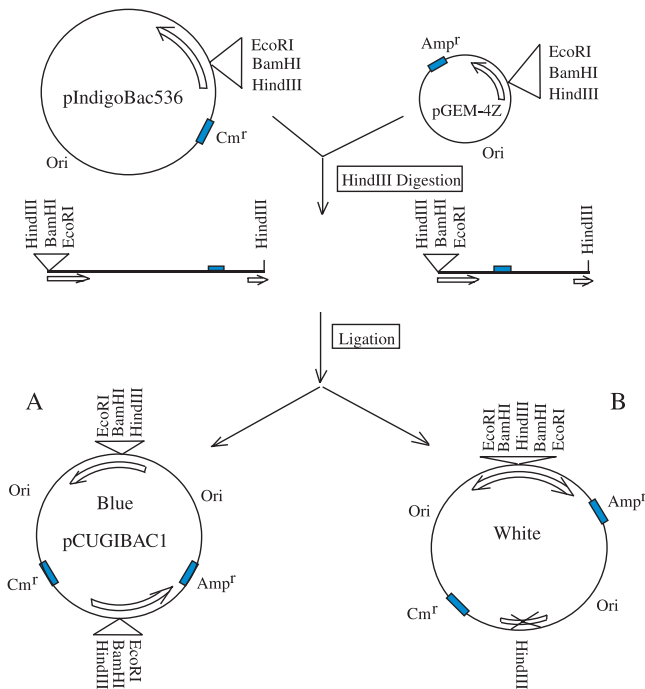 EcoRI
BamHI
HindIII
pIndigoBac536
Cmr
Ori
Ampr
EcoRI
BamHI
HindIII
pGEM-4Z
Ori
HindIII Digestion
HindIII
BamHI
EcoRI
HindIII
HindIII
BamHI
EcoRI
HindIII
Ligation
A
EcoRI
BamHI
HindIII
Ori
Ori
Blue
pCUGIBAC1
Cmr
Ampr
HindIII
BamHI
EcoRI
B
EcoRI
BamHI
HindIII
BamHI
EcoRI
Ampr
Ori
White
Cmr
Ori
HindIII